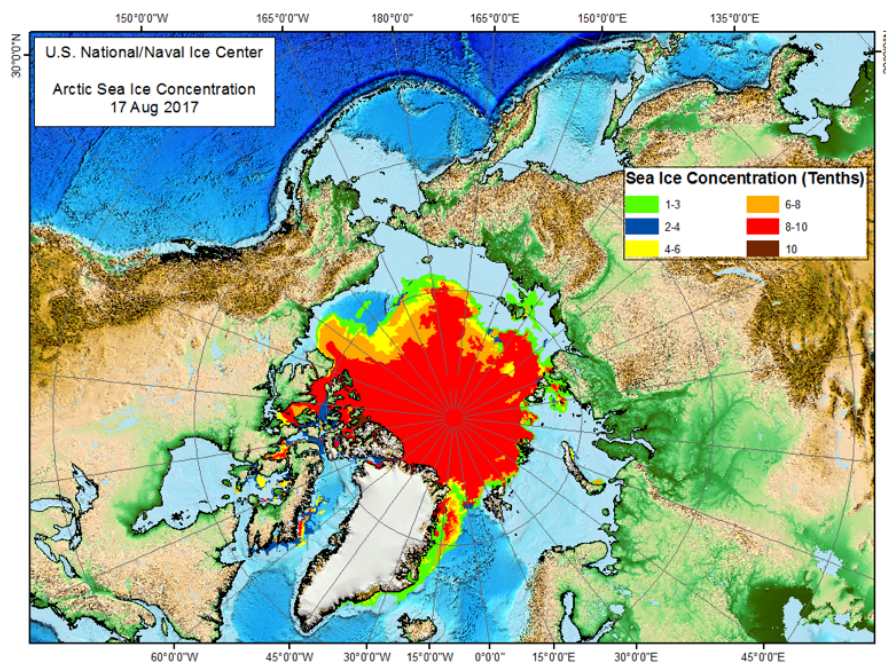 150°0'0"W 165°0'0"W 180°0'0" 165°0'0"E 150°0'0"E 135°0'0"E
30°0'0"N
U.S. National/Naval Ice Center
Arctic Sea Ice Concentration
17 Aug 2017
Sea Ice Concentration (Tenths)
1-3 6-8
2-4 8-10
4-6 10
60°0'0"W 45°0'0"W 30°0'0"W 15°0'0"W 0°0'0" 15°0'0"E 30°0'0"E 45°0'0"E